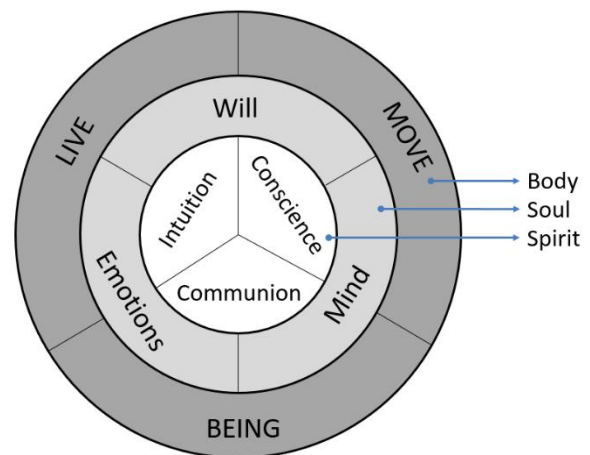 Will
LIVE
MOVE
Intuition
Conscience
Body
Soul
Spirit
Emotions
Communion
Mind
BEING